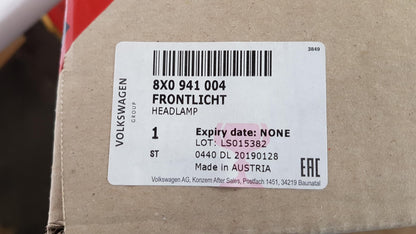 3849
VOLKSWAGEN
GROUP
8X0 941 004
FRONTLICHT
HEADLAMP
1
ST
Expiry date: NONE
LOT: LS015382
0440 DL 20190128
Made in AUSTRIA
EAC
Volkswagen AG, Konzern After Sales, Postfach 1451, 34219 Baunatal